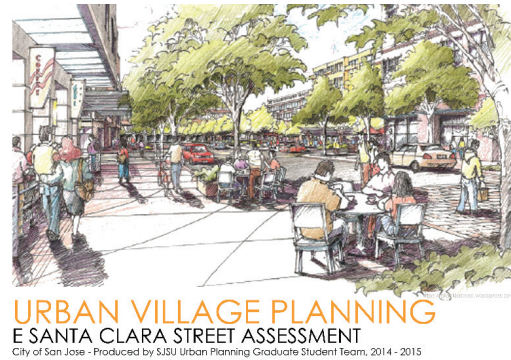 URBAN VILLAGE PLANNING
E SANTA CLARA STREET ASSESSMENT
City of San Jose - Produced by SJSU Urban Planning Graduate Student Team, 2014 - 2015